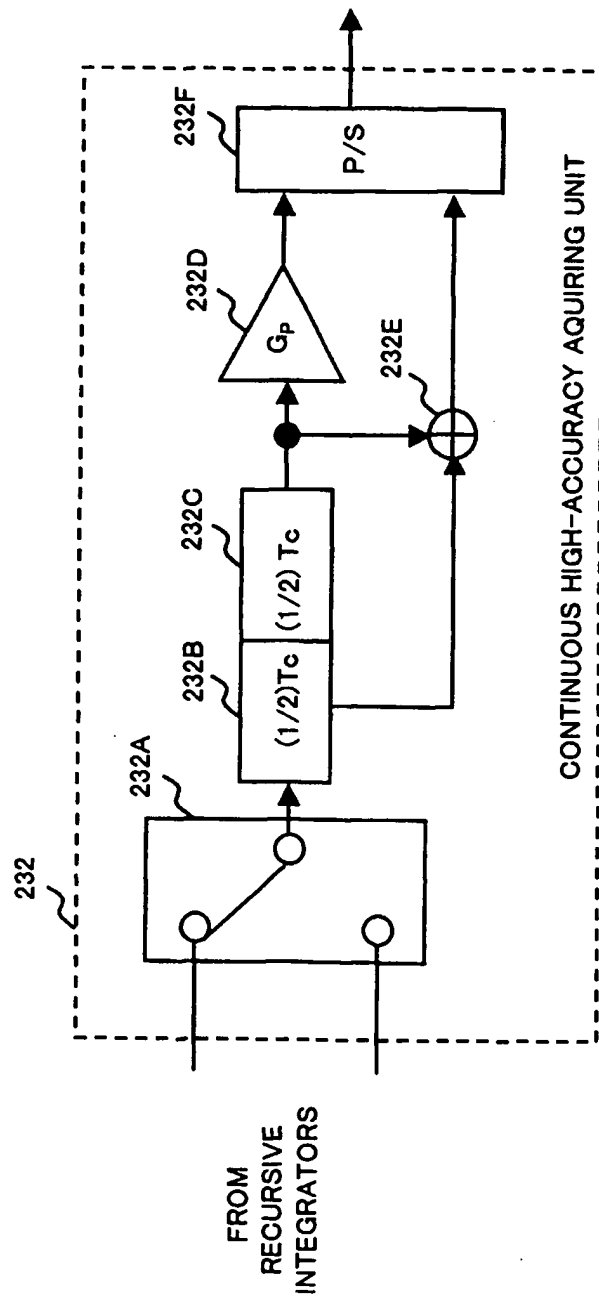 232
232A
232B
232C
232D
232E
232F
(1/2)Tc
(1/2) Tc
GP
P/S
FROM
RECURSIVE
INTEGRATORS
CONTINUOUS HIGH-ACCURACY AQUIRING UNIT